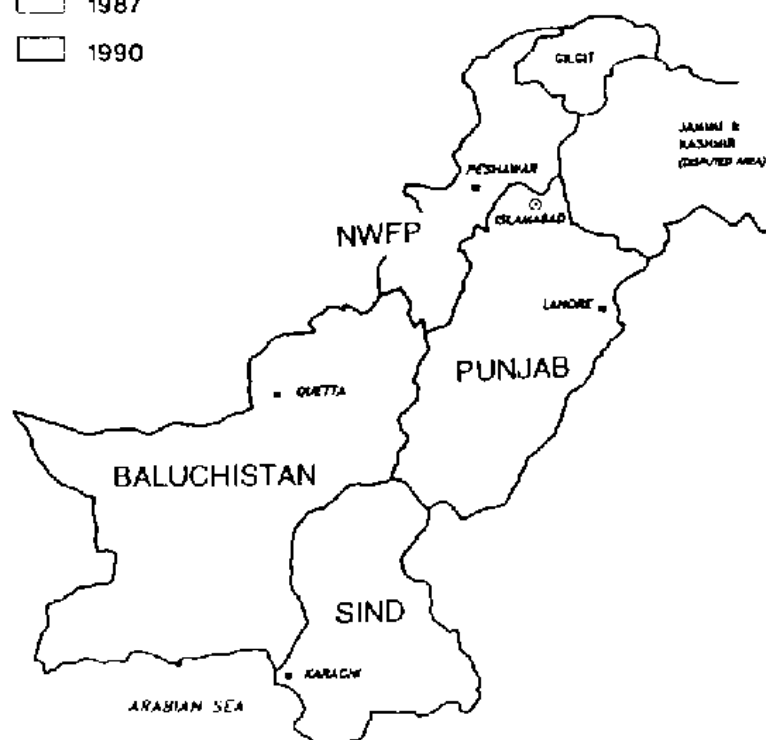 1987
1990
GILGIT
JAMMU &
KASHMIR
(DISPUTED AREA)
PESHAWAR
ISLAMABAD
NWFP
LAHORE
PUNJAB
QUETTA
BALUCHISTAN
SIND
KARACHI
ARABIAN SEA